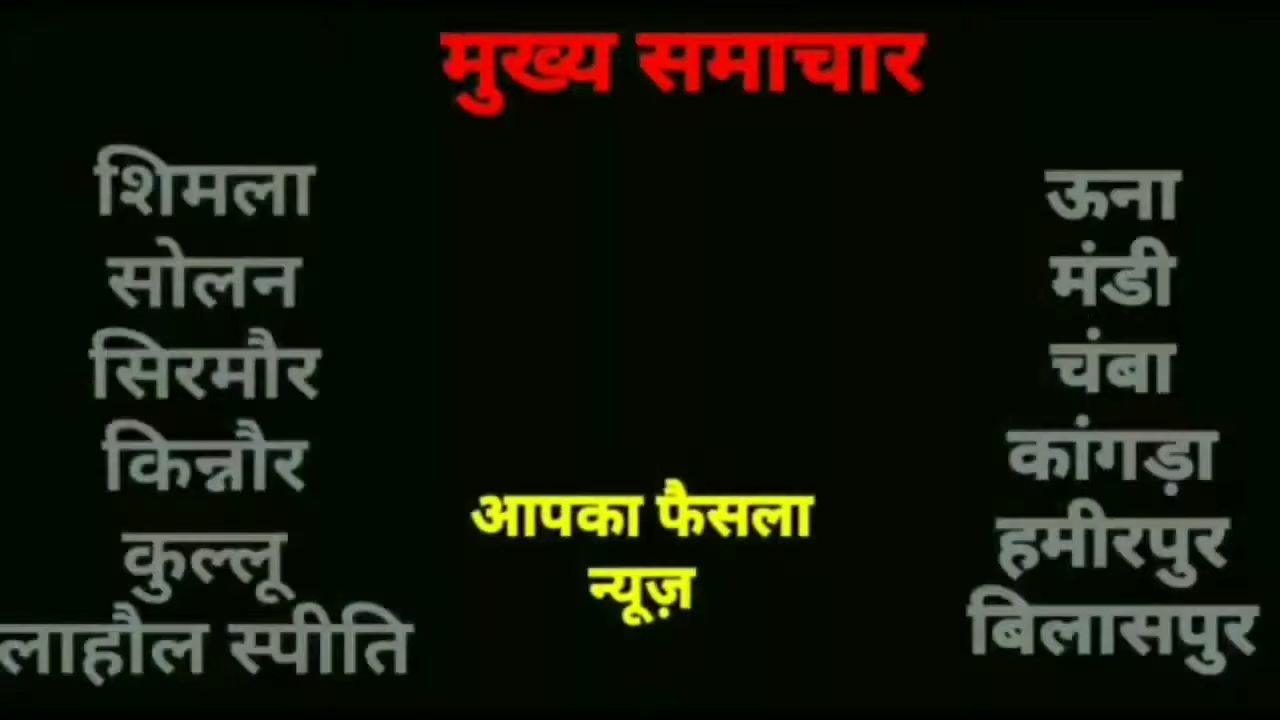 मुख्य समाचार
शिमला
सोलन
सिरमौर
किन्नौर
कुल्लू
लाहौल स्पीति
आपका फैसला
न्यूज़
ऊना
मंडी
चंबा
कांगड़ा
हमीरपुर
बिलासपुर